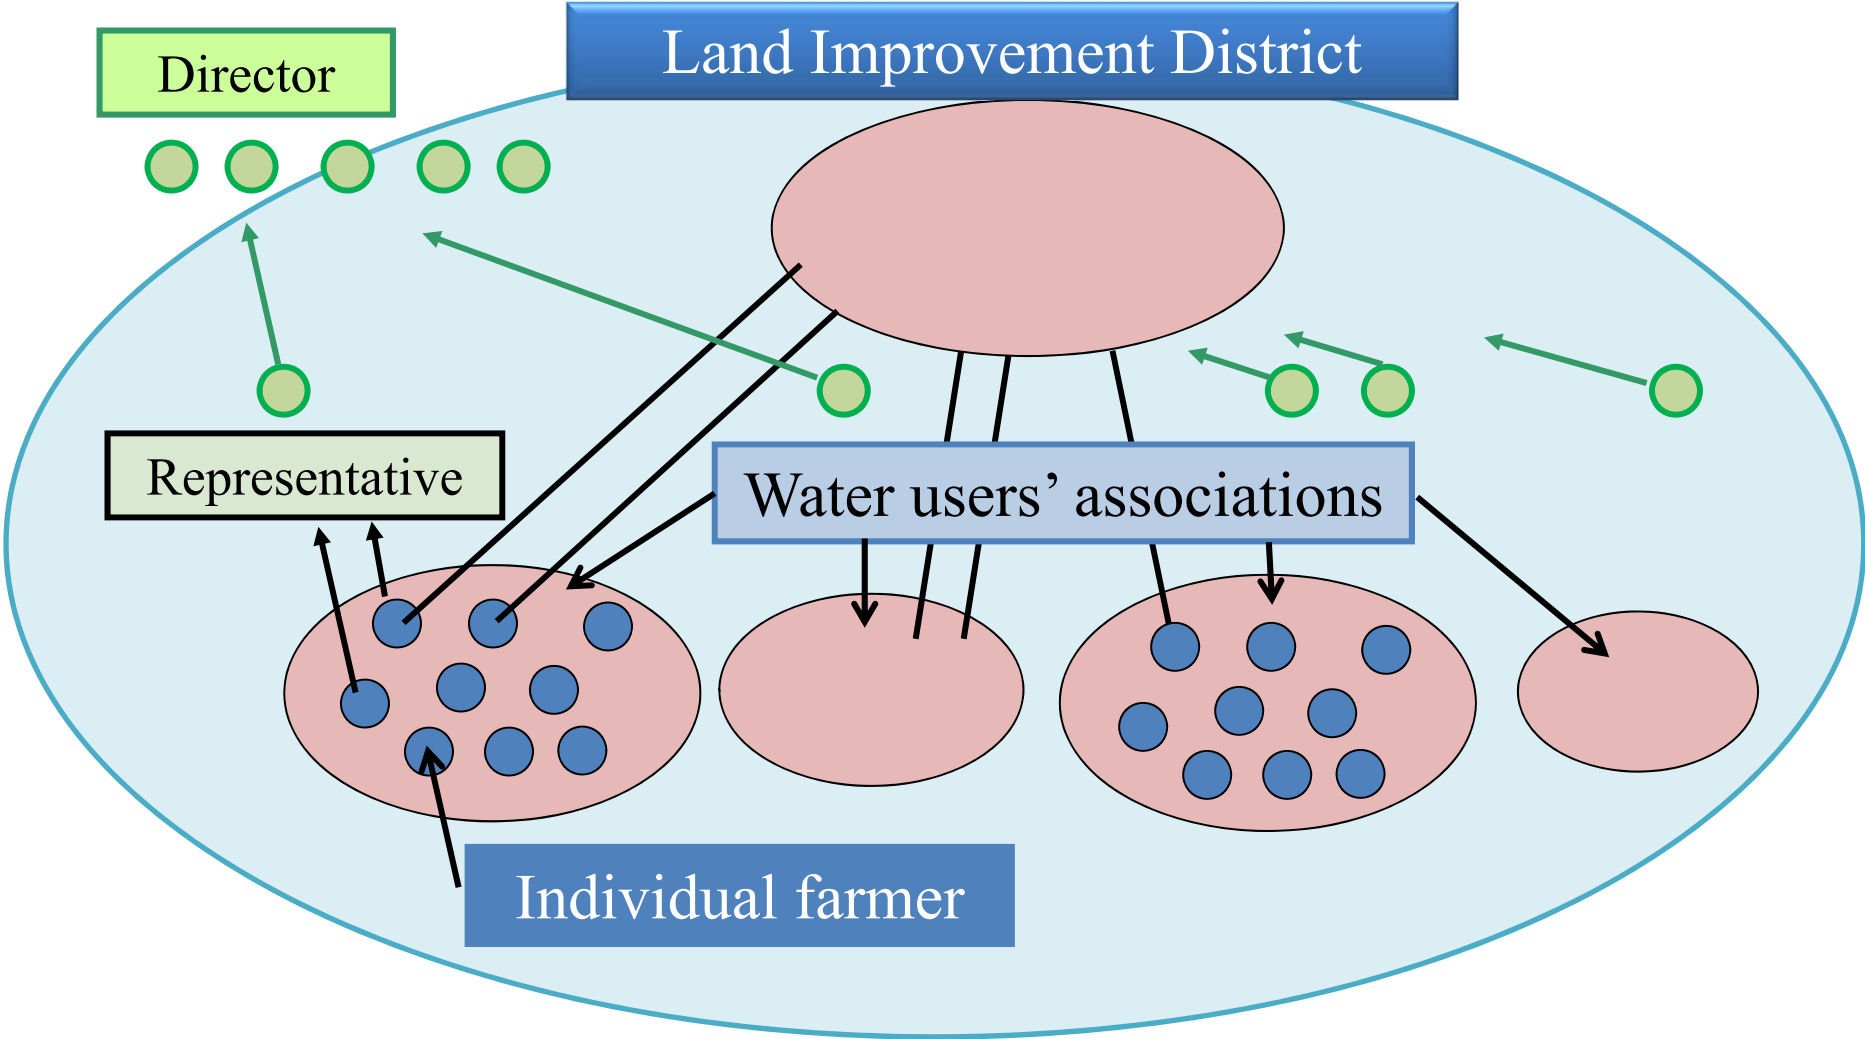 Land Improvement District
Director
Representative
Water users’ associations
Individual farmer